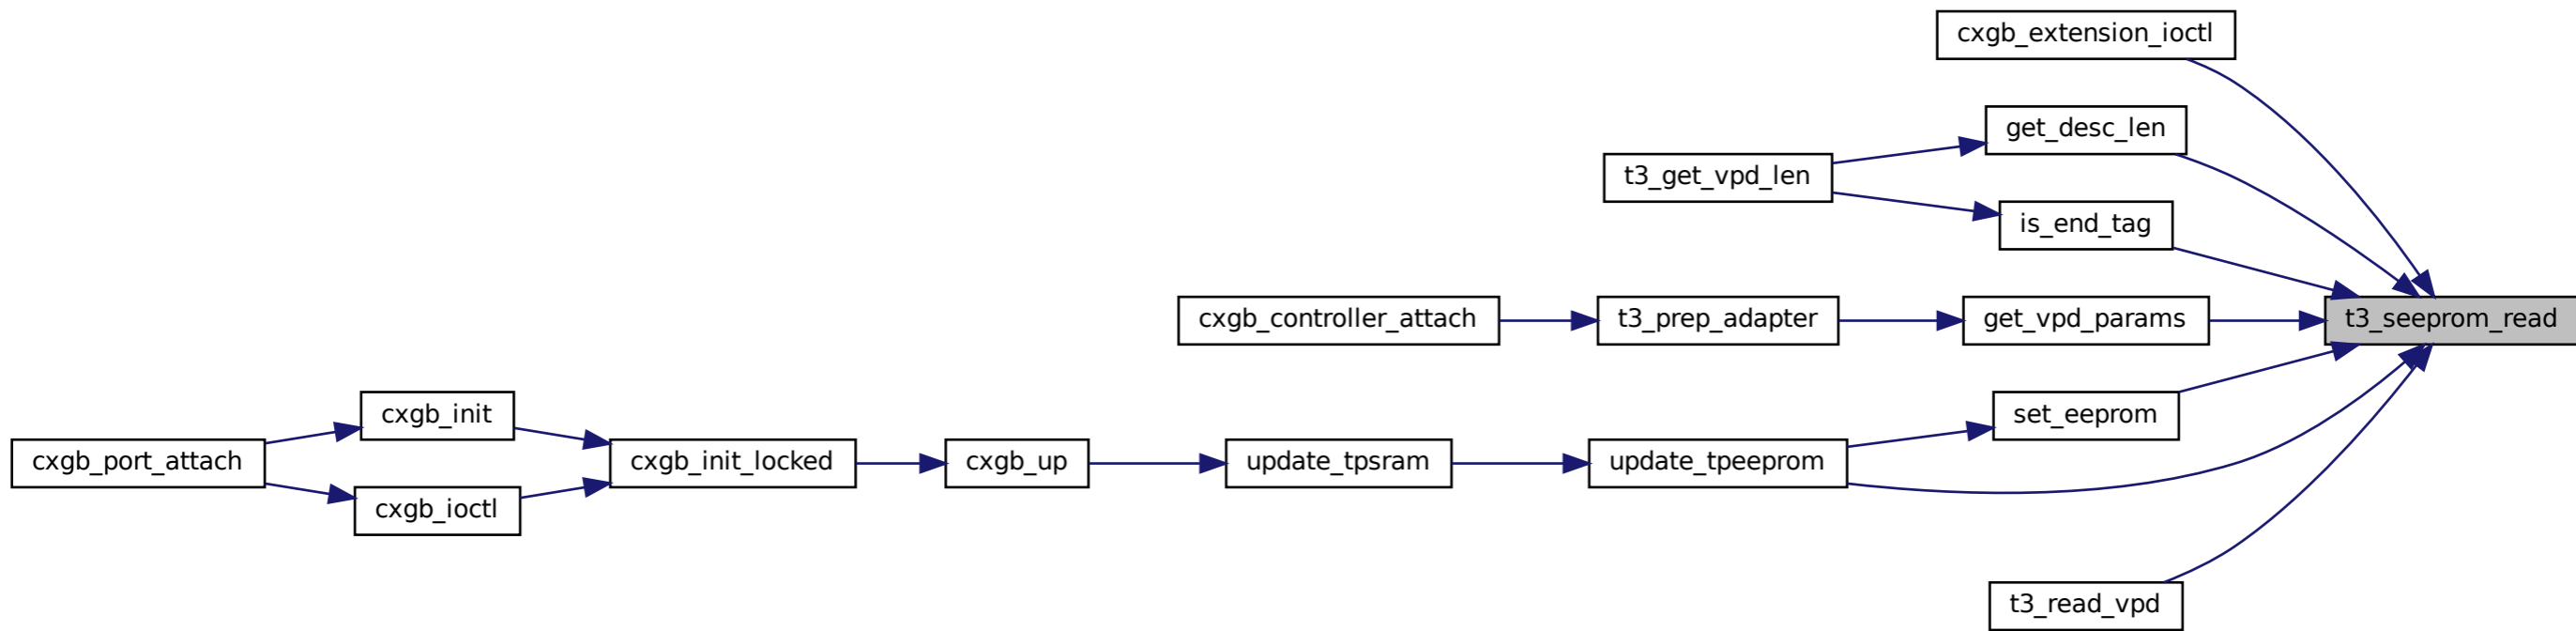 cxgb_extension_ioctl
get_desc_len
t3_get_vpd_len
is_end_tag
cxgb_controller_attach
t3_prep_adapter
get_vpd_params
t3_seeprom_read
cxgb_init
set_eeprom
cxgb_port_attach
cxgb_init_locked
cxgb_up
update_tpsram
update_tpeeprom
cxgb_ioctl
t3_read_vpd